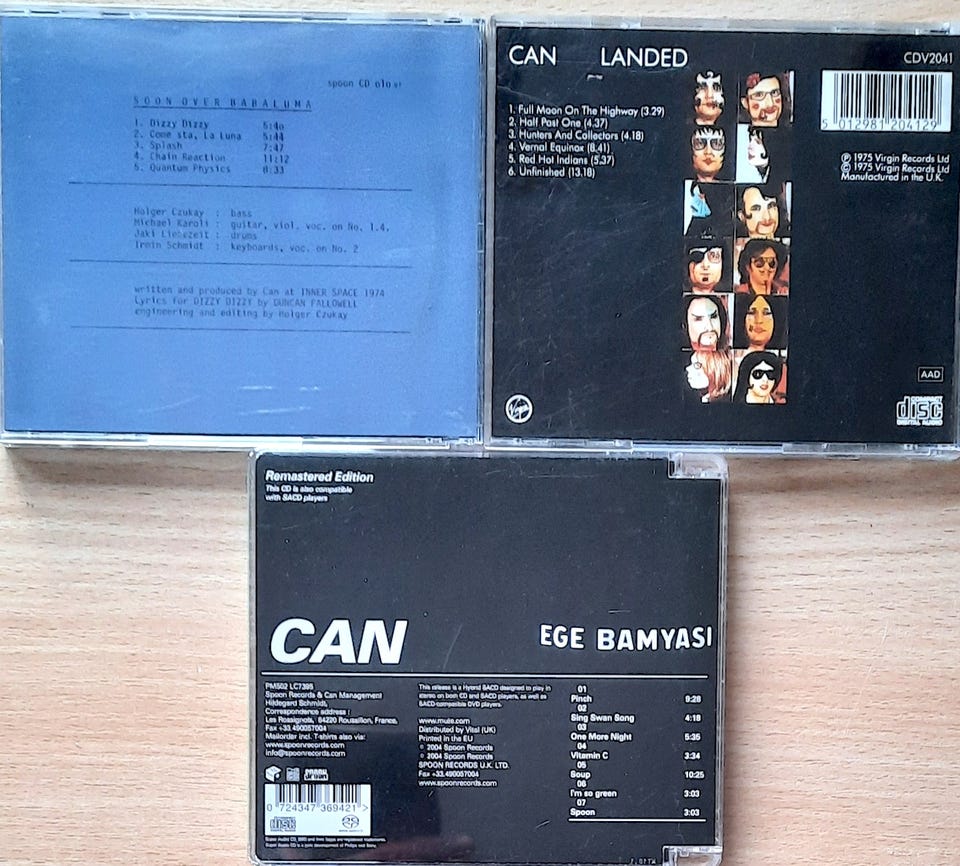 spoon CD 010
SOON OVER BABALUMA
1. Dizzy Dizzy 5:40
2. Come sta, La Luna 5:44
3. Splash 7:47
4. Chain Reaction 11:12
5. Quantum Physics 8:33
Holger Czukay : bass
Michael Karoli : guitar, viol, voc. on No. 1.4.
Jaki Liebezeit : drums
Irmin Schmidt : keyboards, voc. on No. 2
written and produced by Can at INNER SPACE 1974
Lyrics for DIZZY DIZZY by DUNCAN FALLOWELL
engineering and editing by Holger Czukay
CAN LANDED
CDV2041
1. Full Moon On The Highway (3.29)
2. Half Past One (4.37)
3. Hunters And Collectors (4.18)
4. Vernal Equinox (8.41)
5. Red Hot Indians (5.37)
6. Unfinished (13.18)
5 012981 204129
℗ 1975 Virgin Records Ltd
© 1975 Virgin Records Ltd
Manufactured in the U.K.
AAD
Virgin
COMPACT
disc
DIGITAL AUDIO
Remastered Edition
This CD is also compatible
with SACD players
CAN
EGE BAMYASI
PM502 LC7395
Spoon Records & Can Management
Hildegard Schmidt,
Correspondence address :
Les Rossignols, 84220 Roussillon, France.
Fax +33.490057004
Mailorder incl. T-shirts also via:
www.spoonrecords.com
info@spoonrecords.com
This release is a Hybrid SACD designed to play in
stereo on both CD and SACD players, as well as
SACD-compatible DVD players.
www.mute.com
Distributed by Vital (UK)
Printed in the EU
℗ 2004 Spoon Records
© 2004 Spoon Records
SPOON RECORDS U.K. LTD.
Fax +33.490057004
www.spoonrecords.com
01
Pinch 9:28
02
Sing Swan Song 4:18
03
One More Night 5:35
04
Vitamin C 3:34
05
Soup 10:25
06
I'm so green 3:03
07
Spoon 3:03
0 724347 369421 >